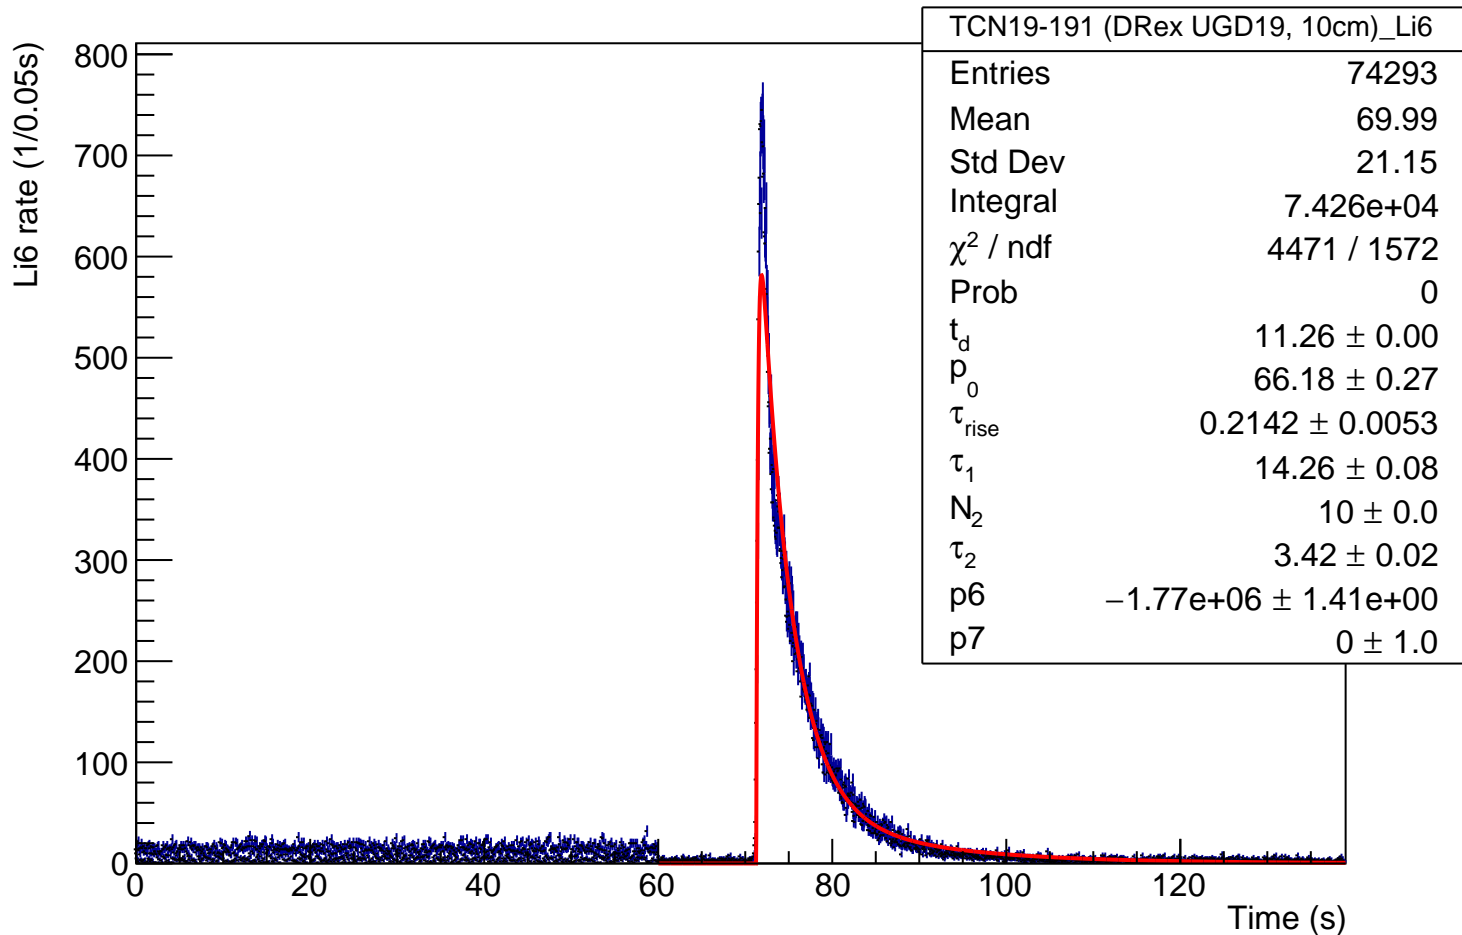 TCN19-191 (DRex UGD19, 10cm)_Li6
Entries 74293
Mean 69.99
Std Dev 21.15
Integral 7.426e+04
χ² / ndf 4471 / 1572
Prob 0
t_d 11.26 ± 0.00
p_0 66.18 ± 0.27
τ_rise 0.2142 ± 0.0053
τ_1 14.26 ± 0.08
N_2 10 ± 0.0
τ_2 3.42 ± 0.02
p6 −1.77e+06 ± 1.41e+00
p7 0 ± 1.0
Li6 rate (1/0.05s)
800
700
600
500
400
300
200
100
0
0 20 40 60 80 100 120
Time (s)